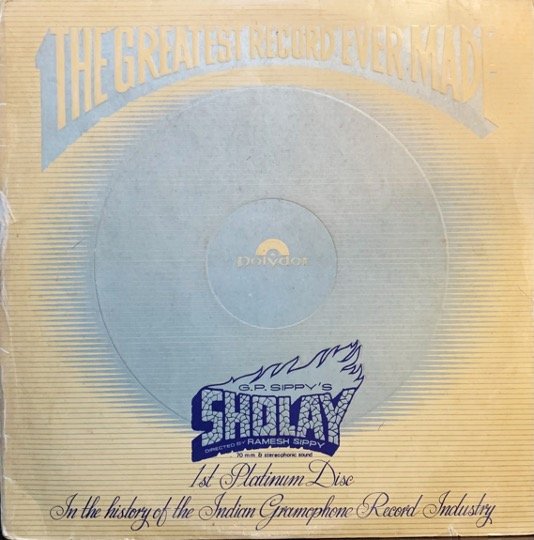 THE GREATEST RECORD EVER MADE
Polydor
G.P. SIPPY'S
SHOLAY
DIRECTED BY RAMESH SIPPY
70 m.m. & stereophonic sound
1st Platinum Disc
In the history of the Indian Gramophone Record Industry